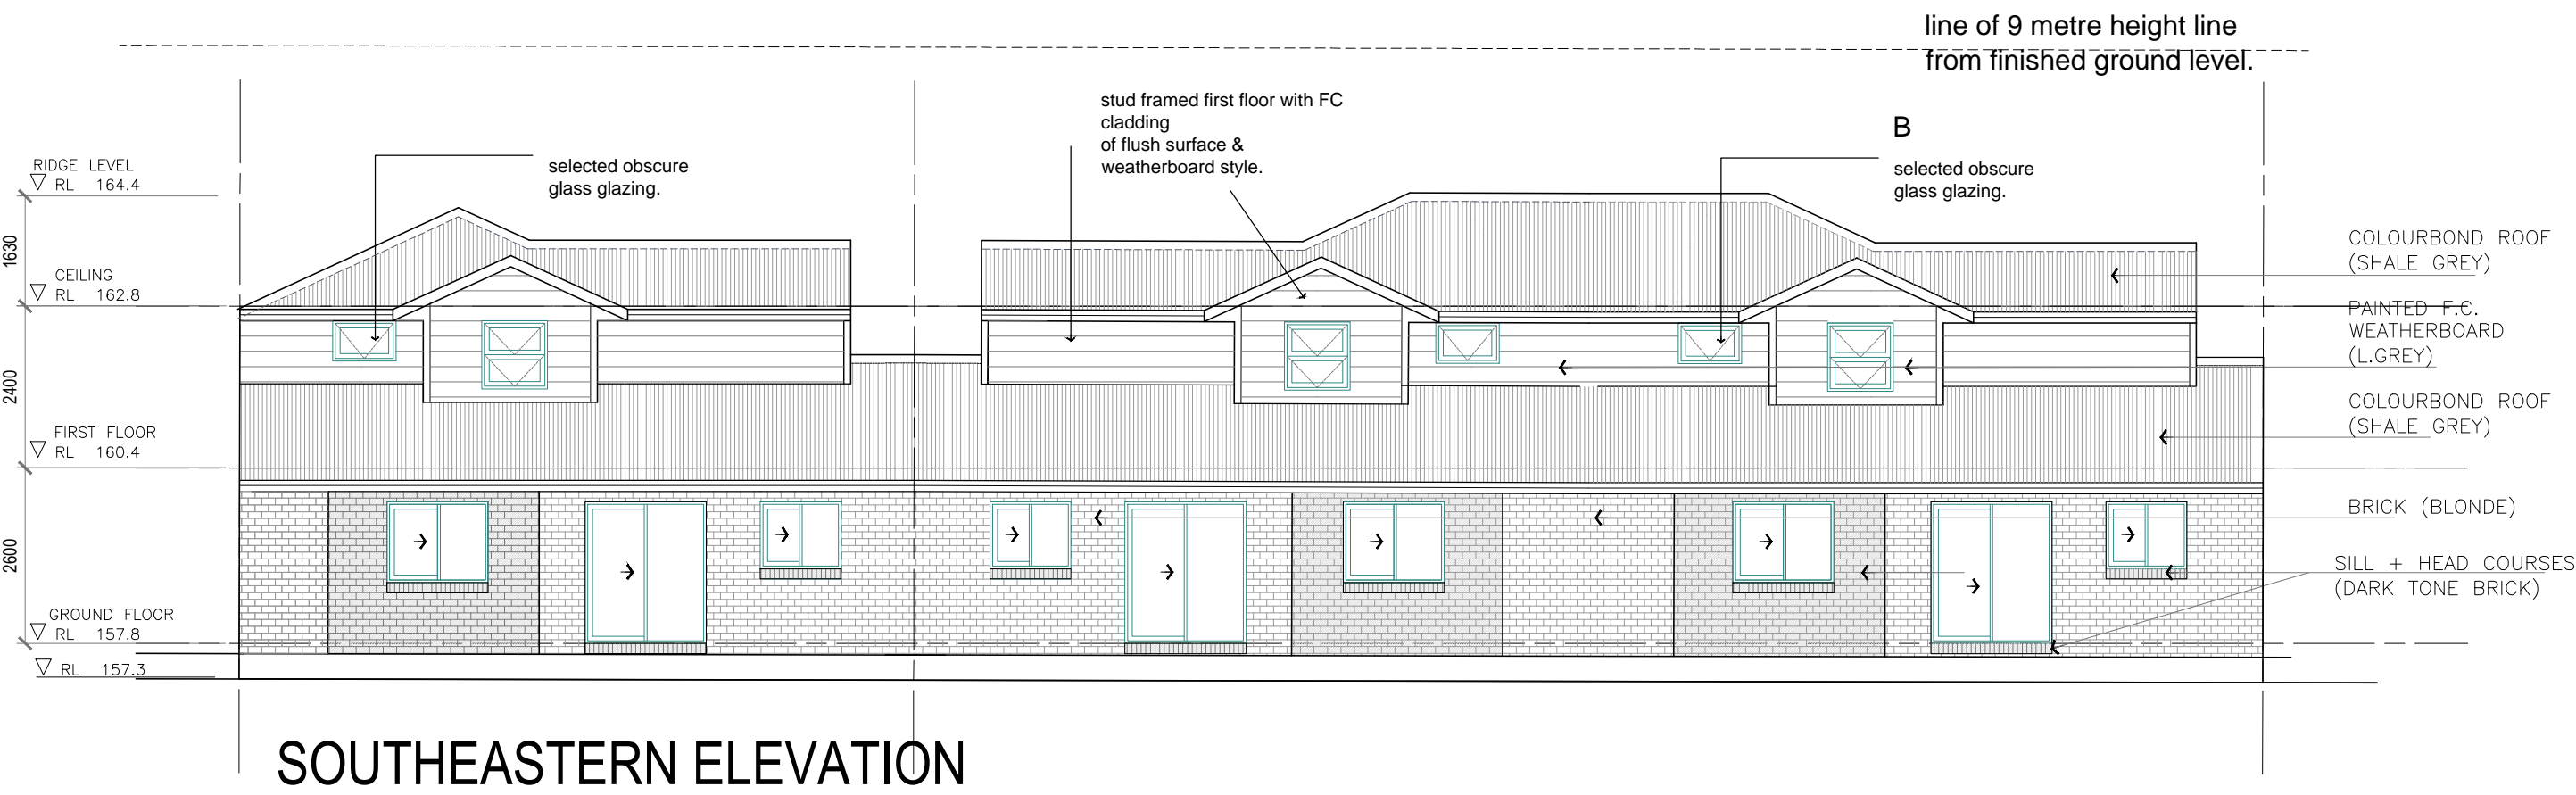 line of 9 metre height line
from finished ground level.
stud framed first floor with FC
cladding
of flush surface &
weatherboard style.
B
selected obscure
glass glazing.
selected obscure
glass glazing.
RIDGE LEVEL
RL 164.4
1630
CEILING
RL 162.8
2400
FIRST FLOOR
RL 160.4
2600
GROUND FLOOR
RL 157.8
RL 157.3
COLOURBOND ROOF
(SHALE GREY)
PAINTED F.C.
WEATHERBOARD
(L.GREY)
COLOURBOND ROOF
(SHALE GREY)
BRICK (BLONDE)
SILL + HEAD COURSES
(DARK TONE BRICK)
SOUTHEASTERN ELEVATION